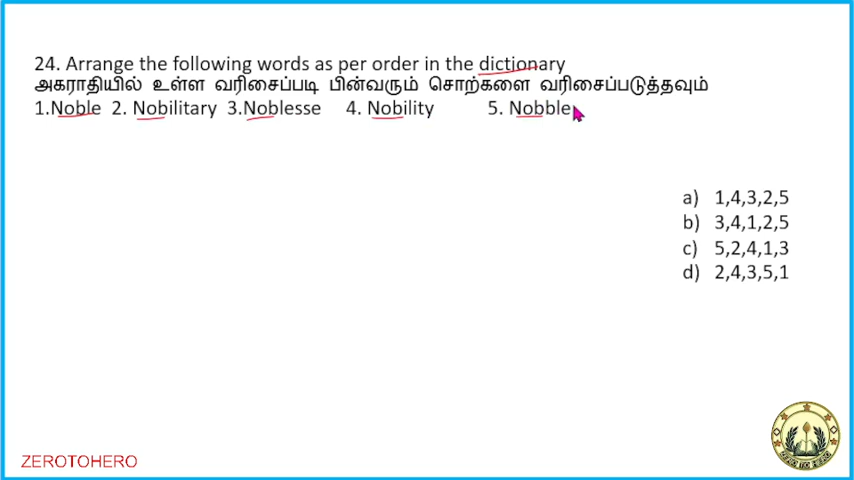 24. Arrange the following words as per order in the dictionary
அகராதியில் உள்ள வரிசைப்படி பின்வரும் சொற்களை வரிசைப்படுத்தவும்
1.Noble 2. Nobilitary 3.Noblesse 4. Nobility 5. Nobble
a) 1,4,3,2,5
b) 3,4,1,2,5
c) 5,2,4,1,3
d) 2,4,3,5,1
ZEROTOHERO